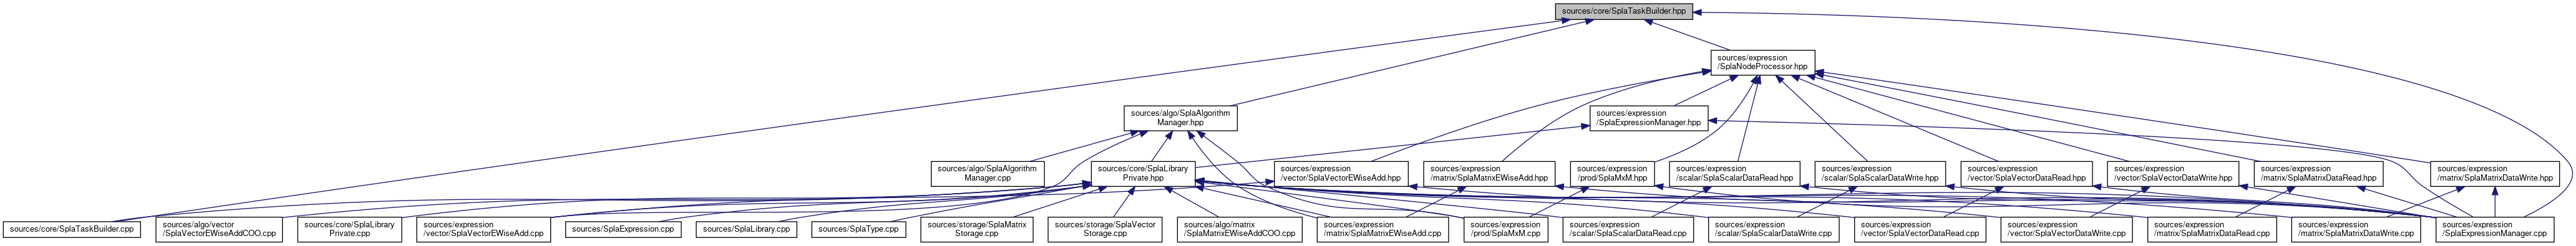 sources/core/SplaTaskBuilder.hpp
sources/expression
/SplaNodeProcessor.hpp
sources/algo/SplaAlgorithm
Manager.hpp
sources/expression
/SplaExpressionManager.hpp
sources/algo/SplaAlgorithm
Manager.cpp
sources/core/SplaLibrary
Private.hpp
sources/expression
/vector/SplaVectorEWiseAdd.hpp
sources/expression
/matrix/SplaMatrixEWiseAdd.hpp
sources/expression
/prod/SplaMxM.hpp
sources/expression
/scalar/SplaScalarDataRead.hpp
sources/expression
/scalar/SplaScalarDataWrite.hpp
sources/expression
/vector/SplaVectorDataRead.hpp
sources/expression
/vector/SplaVectorDataWrite.hpp
sources/expression
/matrix/SplaMatrixDataRead.hpp
sources/expression
/matrix/SplaMatrixDataWrite.hpp
sources/core/SplaTaskBuilder.cpp
sources/algo/vector
/SplaVectorEWiseAddCOO.cpp
sources/core/SplaLibrary
Private.cpp
sources/expression
/vector/SplaVectorEWiseAdd.cpp
sources/SplaExpression.cpp
sources/SplaLibrary.cpp
sources/SplaType.cpp
sources/storage/SplaMatrix
Storage.cpp
sources/storage/SplaVector
Storage.cpp
sources/algo/matrix
/SplaMatrixEWiseAddCOO.cpp
sources/expression
/matrix/SplaMatrixEWiseAdd.cpp
sources/expression
/prod/SplaMxM.cpp
sources/expression
/scalar/SplaScalarDataRead.cpp
sources/expression
/scalar/SplaScalarDataWrite.cpp
sources/expression
/vector/SplaVectorDataRead.cpp
sources/expression
/vector/SplaVectorDataWrite.cpp
sources/expression
/matrix/SplaMatrixDataRead.cpp
sources/expression
/matrix/SplaMatrixDataWrite.cpp
sources/expression
/SplaExpressionManager.cpp